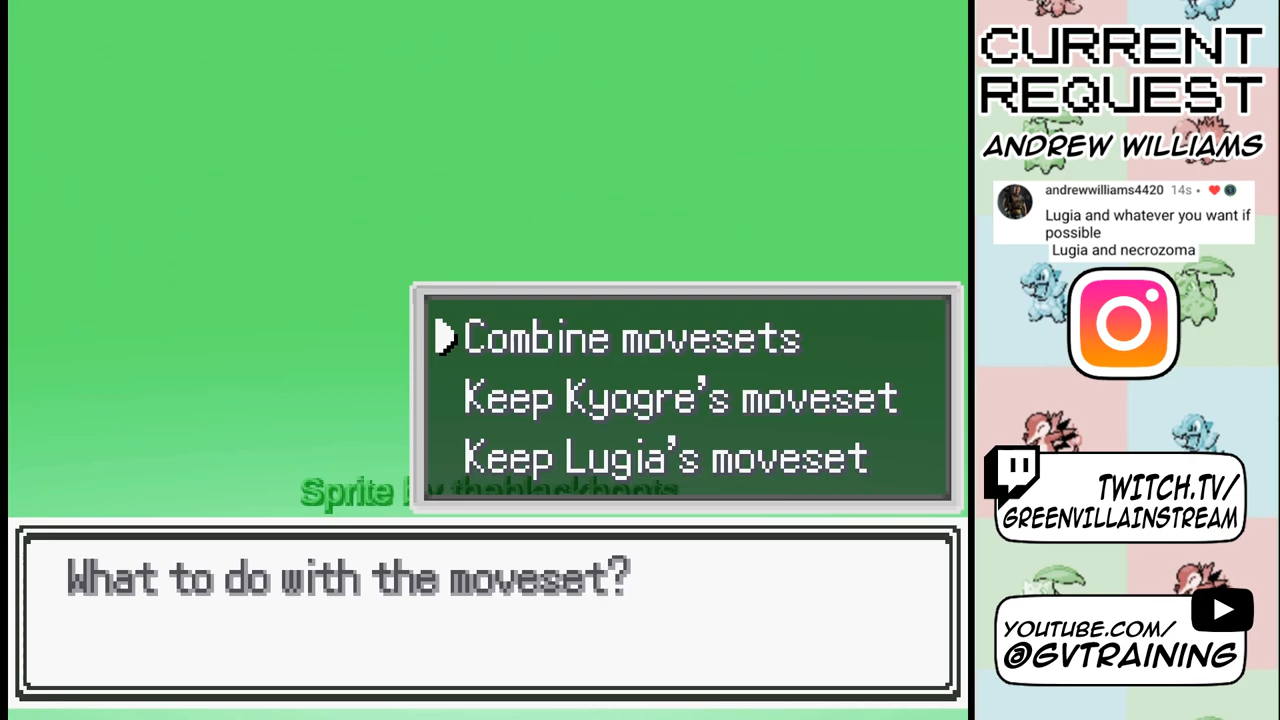 Combine movesets
Keep Kyogre's moveset
Keep Lugia's moveset
Sprite
What to do with the moveset?
CURRENT
REQUEST
ANDREW WILLIAMS
andrewwilliams4420 14s •
Lugia and whatever you want if
possible
Lugia and necrozoma
TWITCH.TV/
GREENVILLAINSTREAM
YOUTUBE.COM/
@GVTRAINING